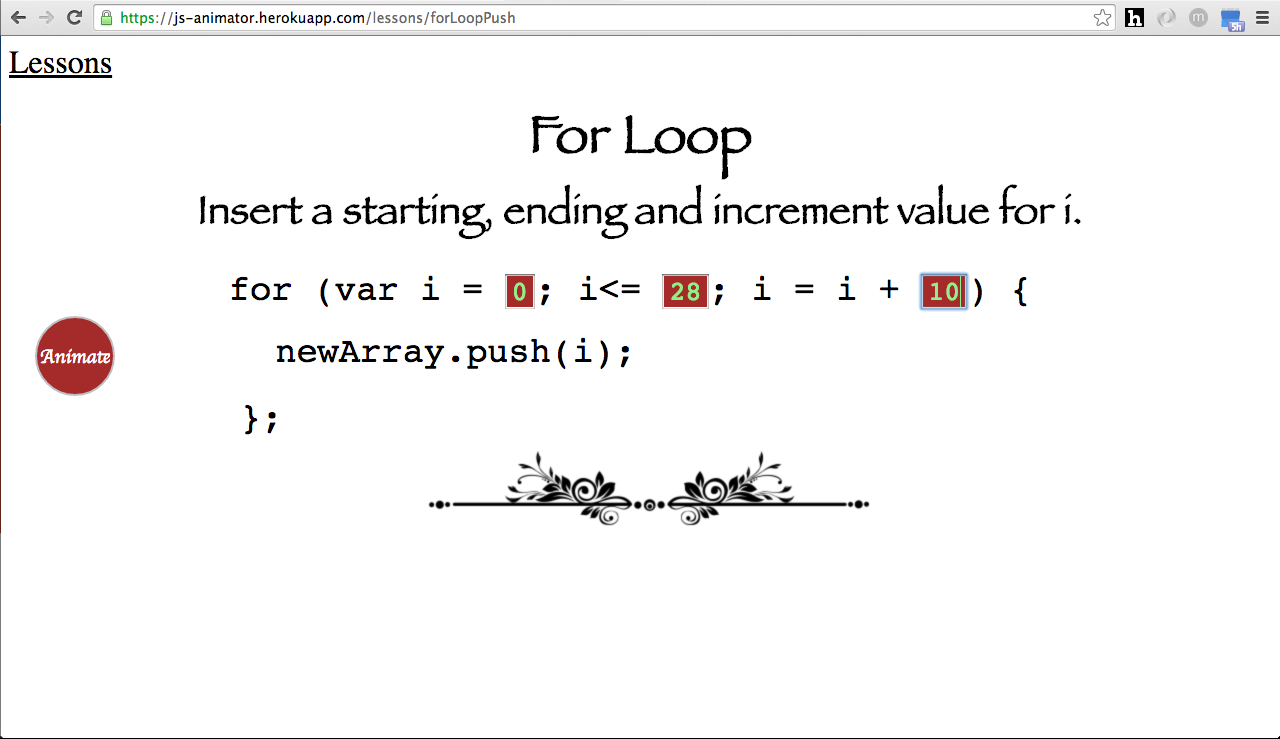 https://js-animator.herokuapp.com/lessons/forLoopPush
h
m
5h
Lessons
For Loop
Insert a starting, ending and increment value for i.
for (var i = 0; i<= 28; i = i + 10) {
Animate
newArray.push(i);
};